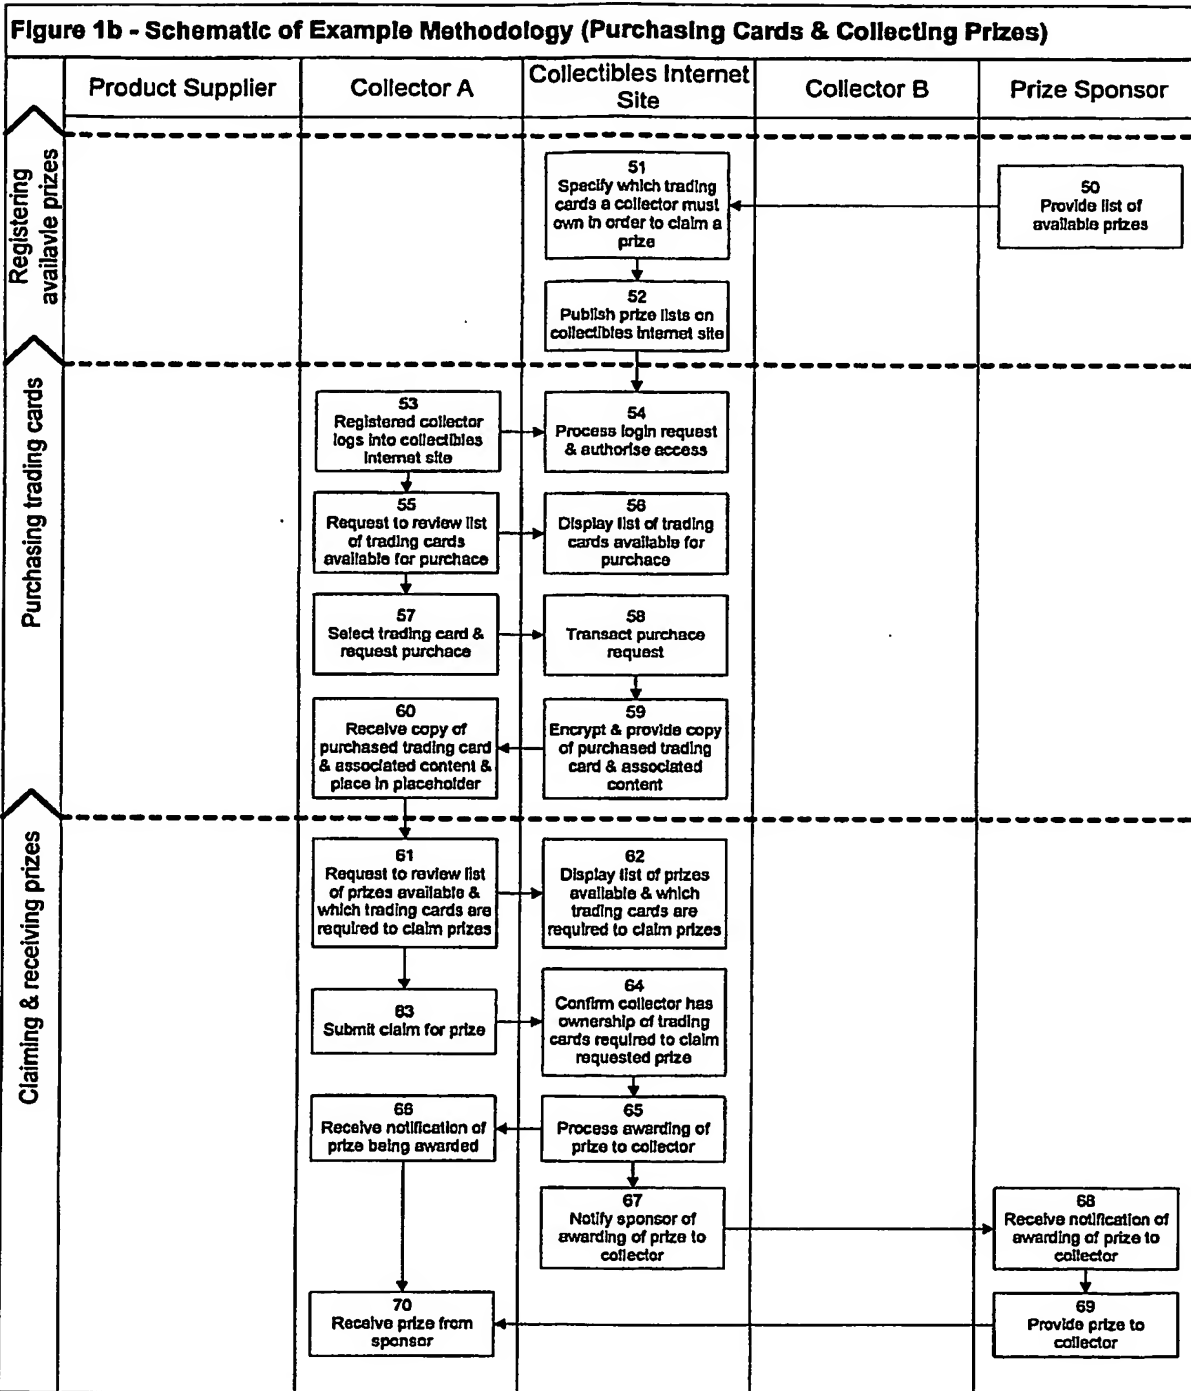 Figure 1b - Schematic of Example Methodology (Purchasing Cards & Collecting Prizes)
Product Supplier
Collector A
Collectibles Internet
Site
Collector B
Prize Sponsor
Registering
availavle prizes
51
Specify which trading
cards a collector must
own in order to claim a
prize
50
Provide list of
available prizes
52
Publish prize lists on
collectibles internet site
Purchasing trading cards
53
Registered collector
logs into collectibles
internet site
54
Process login request
& authorise access
55
Request to review list
of trading cards
available for purchace
56
Display list of trading
cards available for
purchace
57
Select trading card &
request purchace
58
Transact purchace
request
60
Receive copy of
purchased trading card
& associated content &
place in placeholder
59
Encrypt & provide copy
of purchased trading
card & associated
content
Claiming & receiving prizes
61
Request to review list
of prizes available &
which trading cards are
required to claim prizes
62
Display list of prizes
available & which
trading cards are
required to claim prizes
63
Submit claim for prize
64
Confirm collector has
ownership of trading
cards required to claim
requested prize
66
Receive notification of
prize being awarded
65
Process awarding of
prize to collector
67
Notify sponsor of
awarding of prize to
collector
68
Receive notification of
awarding of prize to
collector
70
Receive prize from
sponsor
69
Provide prize to
collector